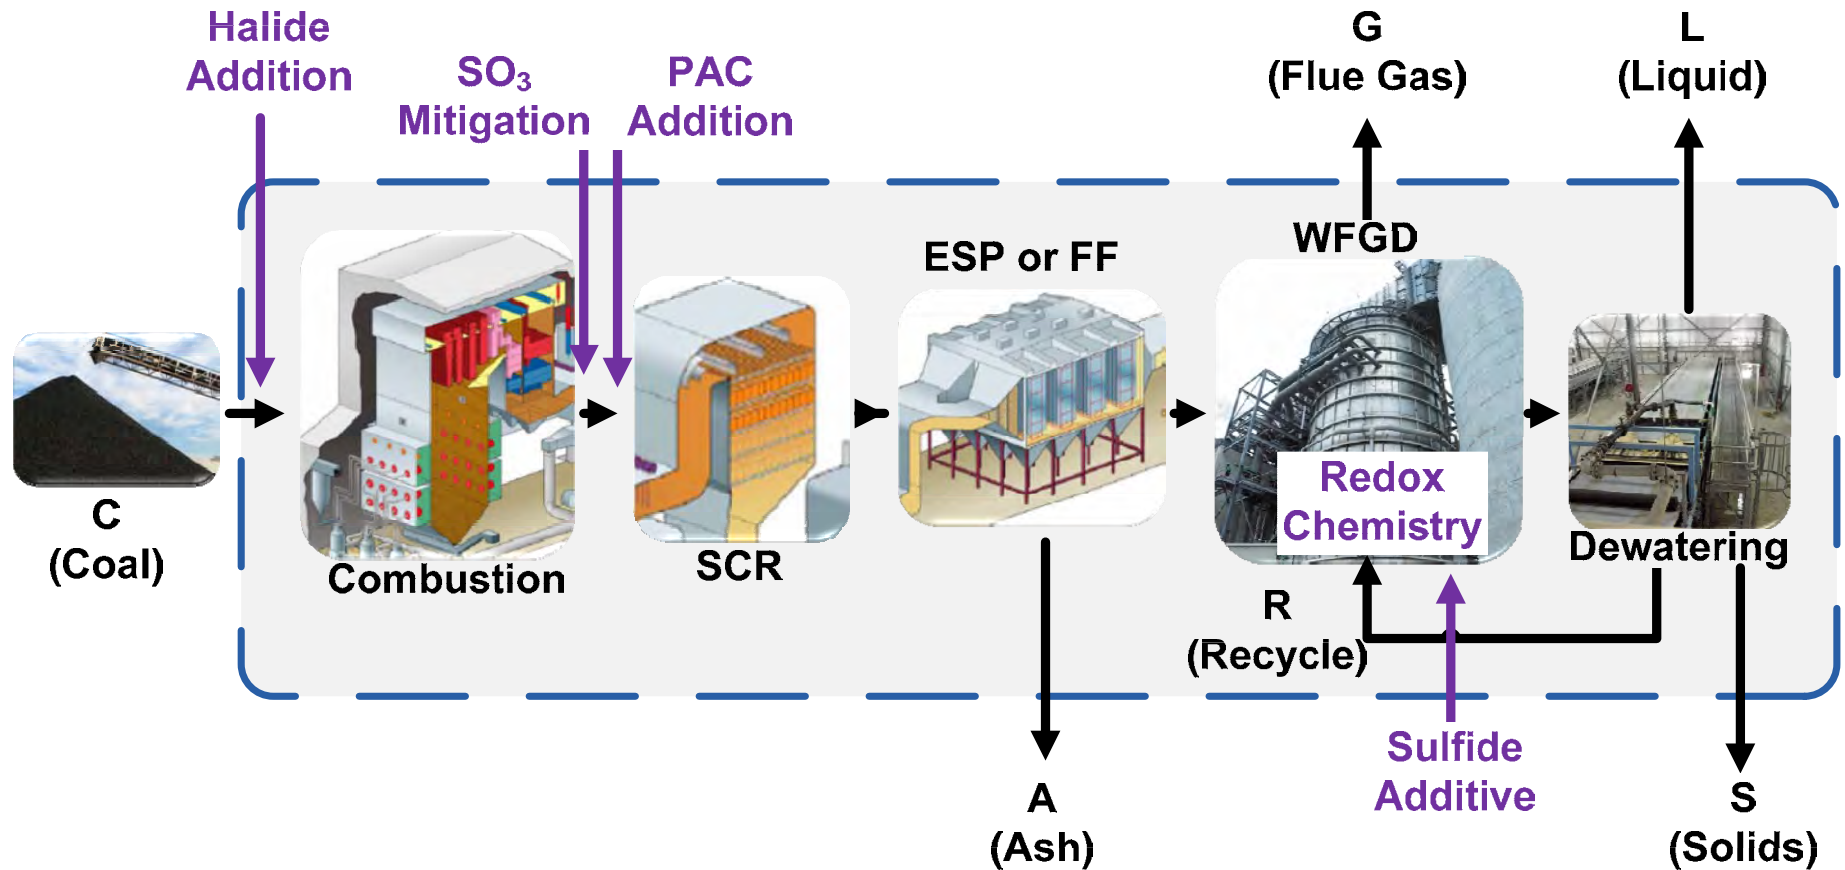 Halide
Addition
SO₃
Mitigation
PAC
Addition
G
(Flue Gas)
L
(Liquid)
ESP or FF
WFGD
C
(Coal)
Combustion
SCR
Redox
Chemistry
Dewatering
R
(Recycle)
A
(Ash)
Sulfide
Additive
S
(Solids)